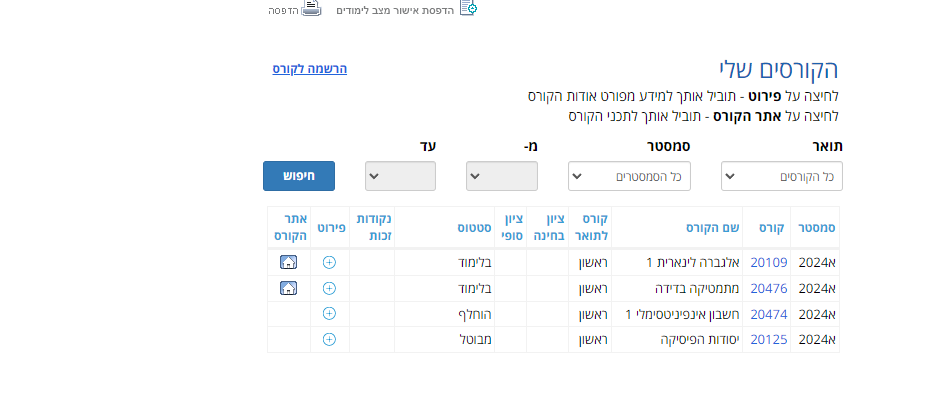 הדפסת אישור מצב לימודים הדפסה
הקורסים שלי
הרשמה לקורס
לחיצה על פירוט - תוביל אותך למידע מפורט אודות הקורס
לחיצה על אתר הקורס - תוביל אותך לתכני הקורס
תואר סמסטר מ- עד
כל הקורסים כל הסמסטרים חיפוש
סמסטר קורס שם הקורס קורס לתואר ציון בחינה ציון סופי סטטוס נקודות זכות פירוט אתר הקורס
2024א 20109 אלגברה לינארית 1 ראשון בלימוד
2024א 20476 מתמטיקה בדידה ראשון בלימוד
2024א 20474 חשבון אינפיניטסימלי 1 ראשון הוחלף
2024א 20125 יסודות הפיסיקה ראשון מבוטל